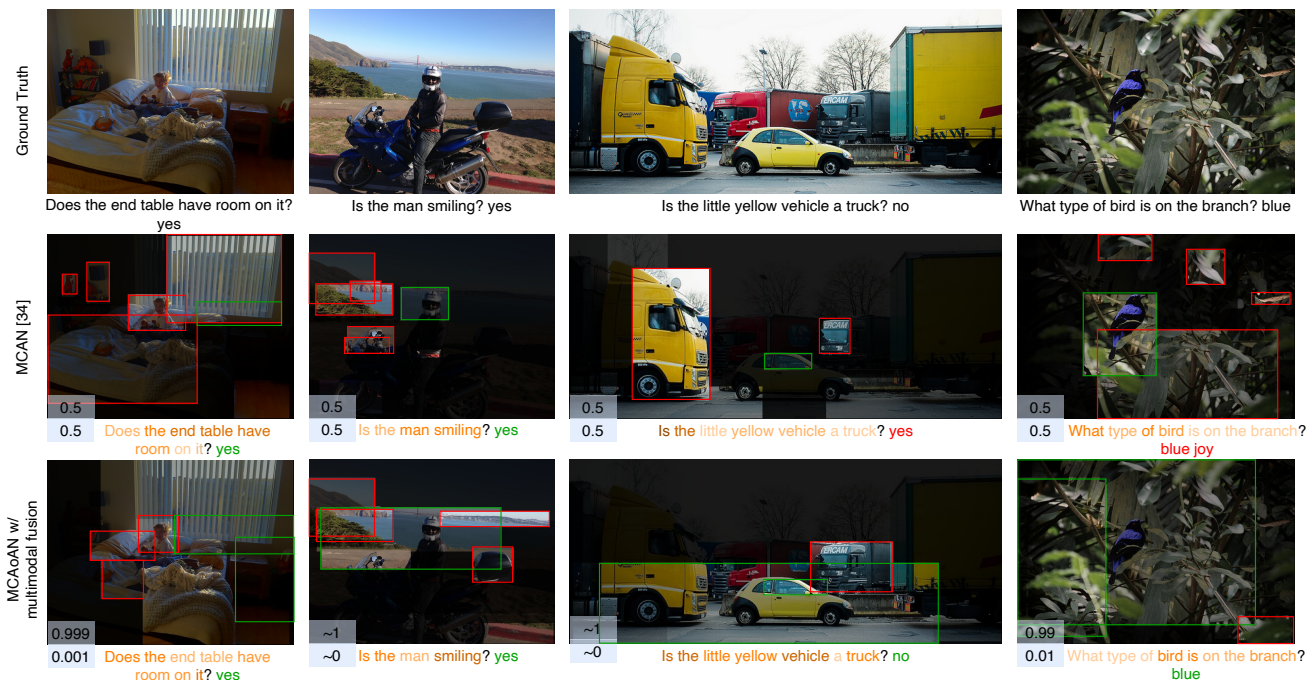 Ground Truth
Does the end table have room on it?
yes
Is the man smiling? yes
Is the little yellow vehicle a truck? no
What type of bird is on the branch? blue
MCAN [34]
0.5
0.5
Does the end table have
room on it? yes
0.5
0.5
Is the man smiling? yes
ERCAM
0.5
0.5
Is the little yellow vehicle a truck? yes
0.5
0.5
What type of bird is on the branch?
blue joy
MCAoAN w/
multimodal fusion
0.999
0.001
Does the end table have
room on it? yes
~1
~0
Is the man smiling? yes
ERCAM
~1
~0
Is the little yellow vehicle a truck? no
0.99
0.01
What type of bird is on the branch?
blue